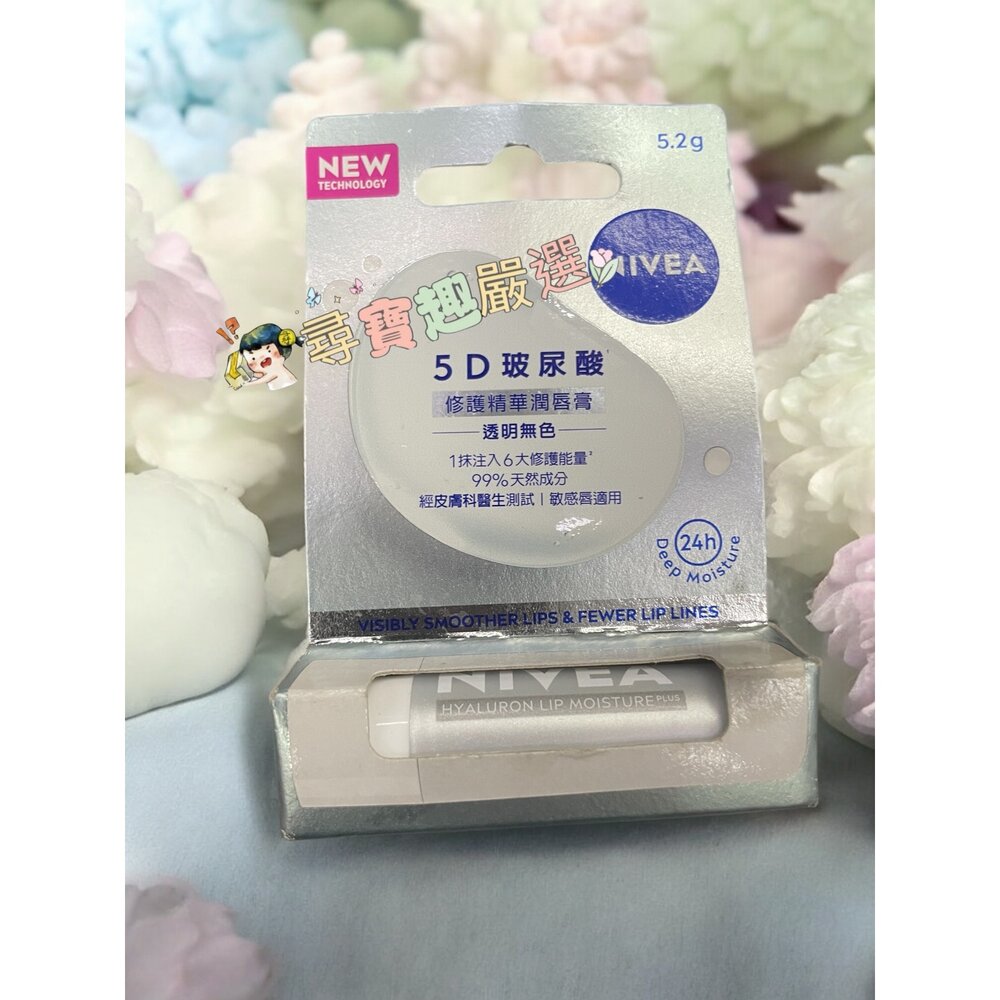 NEW
TECHNOLOGY
5.2g
NIVEA
尋寶趣嚴選
5D玻尿酸
修護精華潤唇膏
透明無色
1抹注入6大修護能量²
99%天然成分
經皮膚科醫生測試|敏感唇適用
24h
Deep Moisture
VISIBLY SMOOTHER LIPS & FEWER LIP LINES
NIVEA
HYALURON LIP MOISTURE PLUS